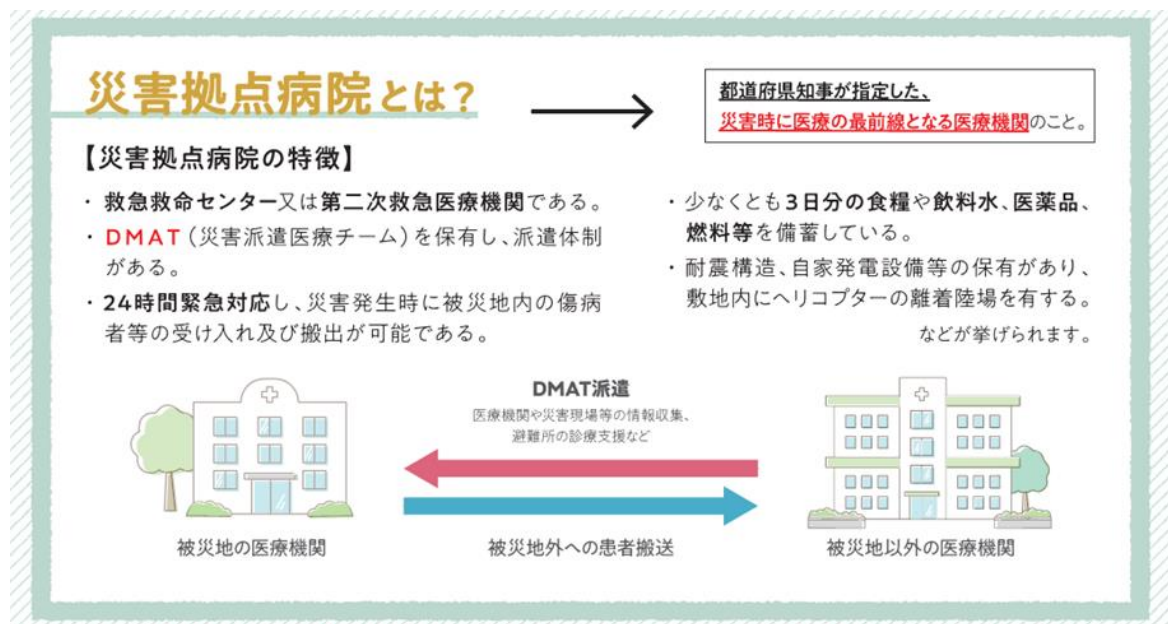 災害拠点病院とは？
都道府県知事が指定した、
災害時に医療の最前線となる医療機関のこと。
【災害拠点病院の特徴】
・救急救命センター又は第二次救急医療機関である。
・DMAT（災害派遣医療チーム）を保有し、派遣体制
がある。
・24時間緊急対応し、災害発生時に被災地内の傷病
者等の受け入れ及び搬出が可能である。
・少なくとも3日分の食糧や飲料水、医薬品、
燃料等を備蓄している。
・耐震構造、自家発電設備等の保有があり、
敷地内にヘリコプターの離着陸場を有する。
などが挙げられます。
DMAT派遣
医療機関や災害現場等の情報収集、
避難所の診療支援など
被災地の医療機関
被災地外への患者搬送
被災地以外の医療機関